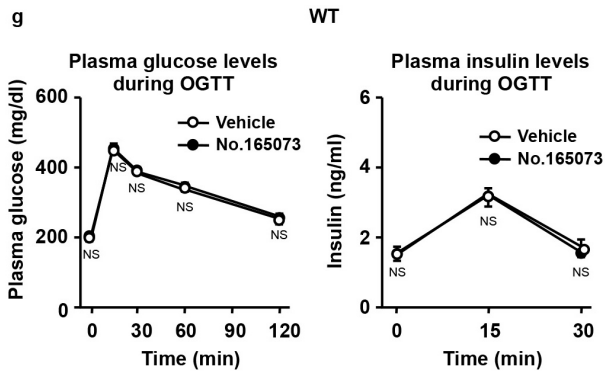 g
WT
Plasma glucose levels
during OGTT
Plasma glucose (mg/dl)
600
400
200
0
Vehicle
No.165073
NS
NS
NS
NS
NS
0
30
60
90
120
Time (min)
Plasma insulin levels
during OGTT
Insulin (ng/ml)
6
4
2
0
Vehicle
No.165073
NS
NS
NS
0
15
30
Time (min)